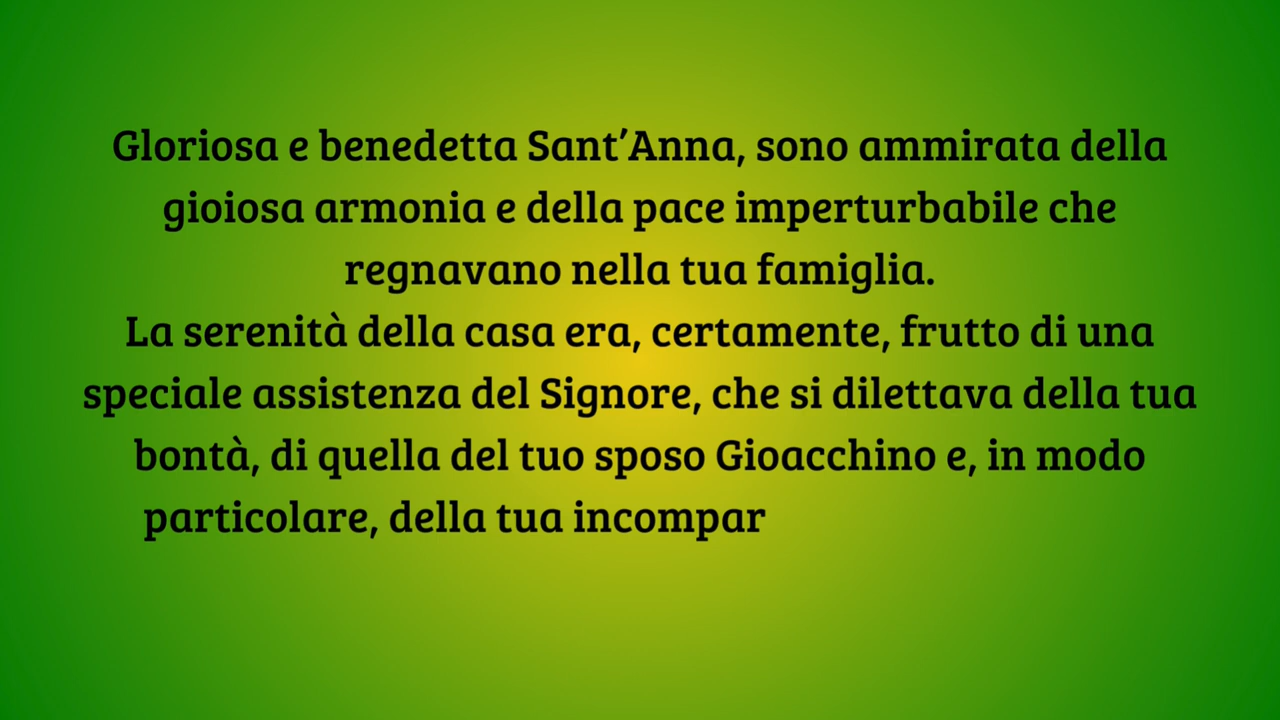 Gloriosa e benedetta Sant’Anna, sono ammirata della
gioiosa armonia e della pace imperturbabile che
regnavano nella tua famiglia.
La serenità della casa era, certamente, frutto di una
speciale assistenza del Signore, che si dilettava della tua
bontà, di quella del tuo sposo Gioacchino e, in modo
particolare, della tua incompar